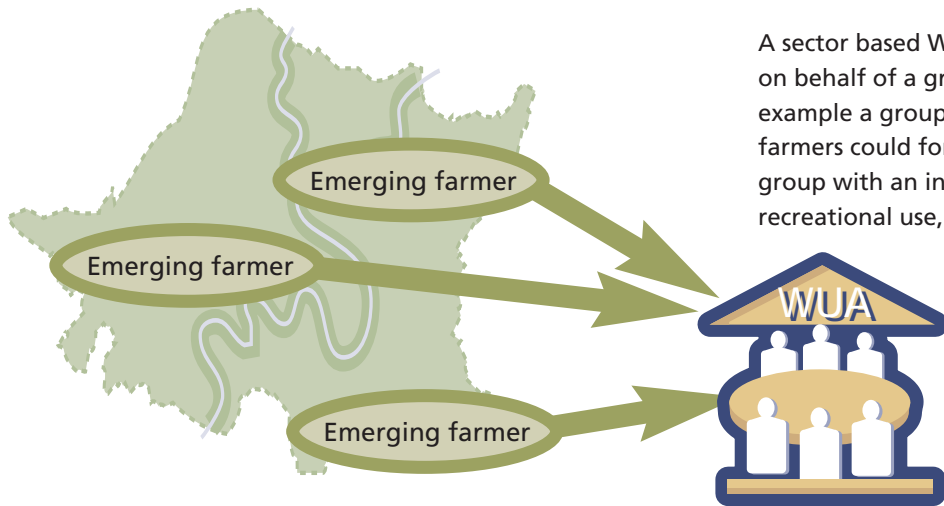 A sector based W
on behalf of a gr
example a group
farmers could for
group with an in
recreational use,
Emerging farmer
Emerging farmer
WUA
Emerging farmer